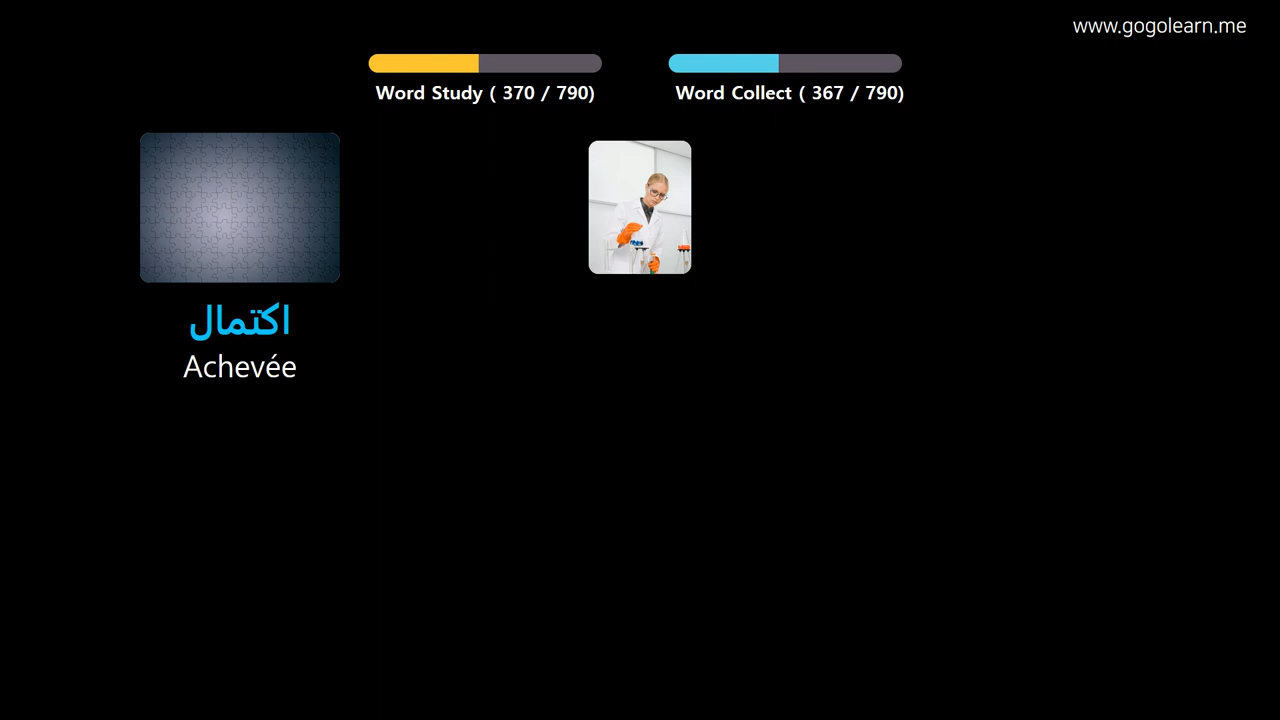 www.gogolearn.me
Word Study ( 370 / 790)
Word Collect ( 367 / 790)
اكتمال
Achevée